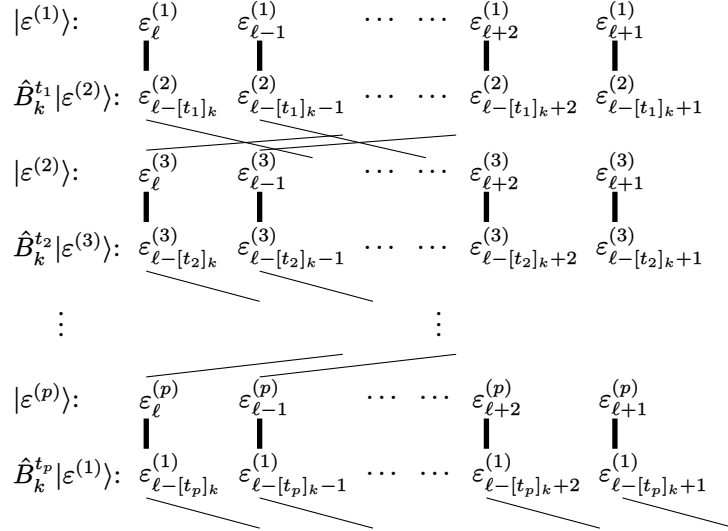 |ε^{(1)}⟩: ε_ℓ^{(1)} ε_{ℓ−1}^{(1)} ⋯ ⋯ ε_{ℓ+2}^{(1)} ε_{ℓ+1}^{(1)}
B̂_k^{t_1}|ε^{(2)}⟩: ε_{ℓ−[t_1]_k}^{(2)} ε_{ℓ−[t_1]_k−1}^{(2)} ⋯ ⋯ ε_{ℓ−[t_1]_k+2}^{(2)} ε_{ℓ−[t_1]_k+1}^{(2)}
|ε^{(2)}⟩: ε_ℓ^{(3)} ε_{ℓ−1}^{(3)} ⋯ ⋯ ε_{ℓ+2}^{(3)} ε_{ℓ+1}^{(3)}
B̂_k^{t_2}|ε^{(3)}⟩: ε_{ℓ−[t_2]_k}^{(3)} ε_{ℓ−[t_2]_k−1}^{(3)} ⋯ ⋯ ε_{ℓ−[t_2]_k+2}^{(3)} ε_{ℓ−[t_2]_k+1}^{(3)}
⋮ ⋮
|ε^{(p)}⟩: ε_ℓ^{(p)} ε_{ℓ−1}^{(p)} ⋯ ⋯ ε_{ℓ+2}^{(p)} ε_{ℓ+1}^{(p)}
B̂_k^{t_p}|ε^{(1)}⟩: ε_{ℓ−[t_p]_k}^{(1)} ε_{ℓ−[t_p]_k−1}^{(1)} ⋯ ⋯ ε_{ℓ−[t_p]_k+2}^{(1)} ε_{ℓ−[t_p]_k+1}^{(1)}